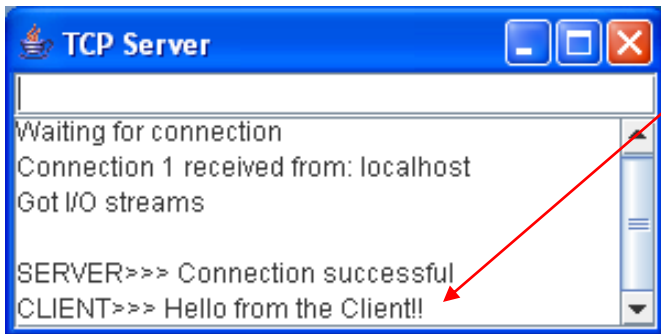 TCP Server
Waiting for connection
Connection 1 received from: localhost
Got I/O streams
SERVER>>> Connection successful
CLIENT>>> Hello from the Client!!